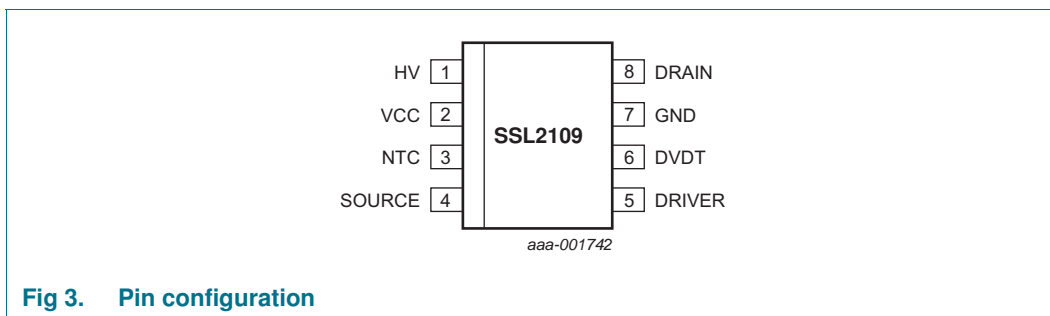 HV 1
VCC 2
NTC 3
SOURCE 4
SSL2109
8 DRAIN
7 GND
6 DVDT
5 DRIVER
aaa-001742
Fig 3. Pin configuration